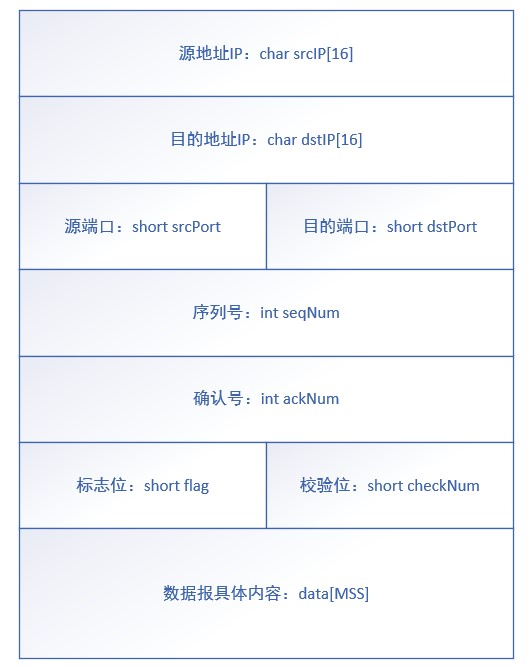 源地址IP：char srcIP[16]
目的地址IP：char dstIP[16]
源端口：short srcPort
目的端口：short dstPort
序列号：int seqNum
确认号：int ackNum
标志位：short flag
校验位：short checkNum
数据报具体内容：data[MSS]